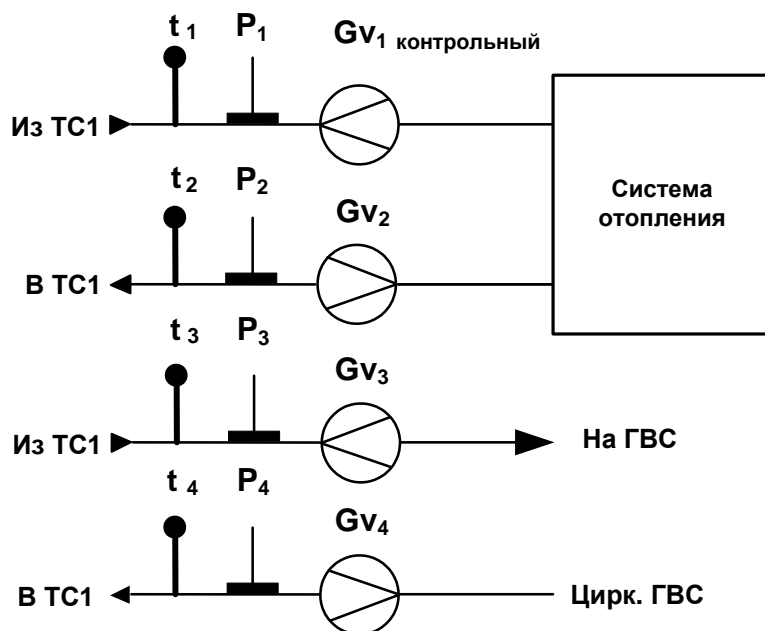 t 1 P1 Gv1 контрольный
Из ТС1
t 2 P2 Gv2
Система
отопления
В ТС1
t 3 P3 Gv3
Из ТС1
На ГВС
t 4 P4 Gv4
В ТС1
Цирк. ГВС